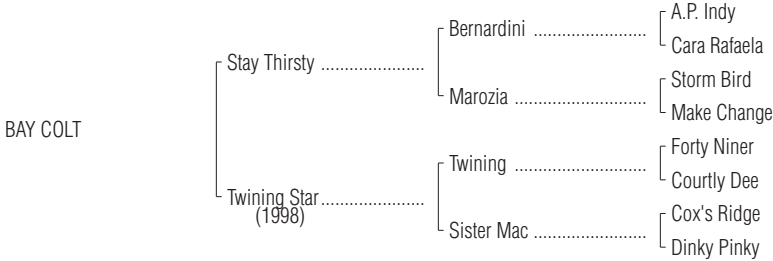 A.P. Indy
Bernardini ........................
Cara Rafaela
Stay Thirsty ......................
Storm Bird
Marozia ............................
Make Change
BAY COLT
Forty Niner
Twining ............................
Courtly Dee
Twining Star......................
(1998)
Cox's Ridge
Sister Mac ........................
Dinky Pinky